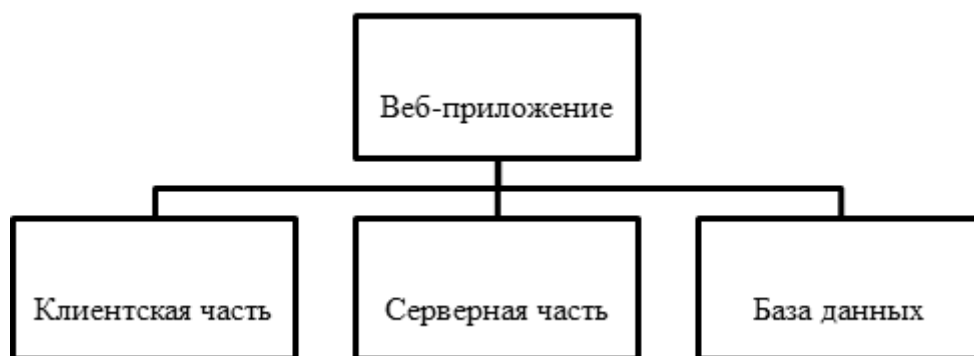 Веб-приложение
Клиентская часть
Серверная часть
База данных